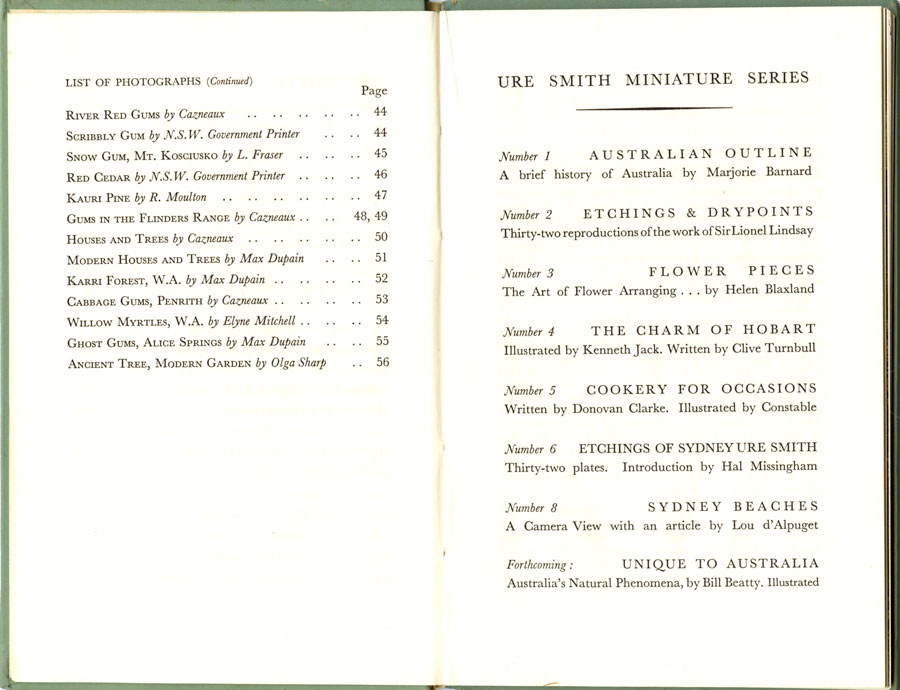 LIST OF PHOTOGRAPHS (Continued)
Page
RIVER RED GUMS by Cazneaux .. .. .. .. .. 44
SCRIBBLY GUM by N.S.W. Government Printer .. .. 44
SNOW GUM, MT. KOSCIUSKO by L. Fraser .. .. .. 45
RED CEDAR by N.S.W. Government Printer .. .. .. 46
KAURI PINE by R. Moulton .. .. .. .. .. 47
GUMS IN THE FLINDERS RANGE by Cazneaux .. .. 48, 49
HOUSES AND TREES by Cazneaux .. .. .. .. .. 50
MODERN HOUSES AND TREES by Max Dupain .. .. 51
KARRI FOREST, W.A. by Max Dupain .. .. .. .. 52
CABBAGE GUMS, PENRITH by Cazneaux .. .. .. .. 53
WILLOW MYRTLES, W.A. by Elyne Mitchell .. .. .. 54
GHOST GUMS, ALICE SPRINGS by Max Dupain .. .. 55
ANCIENT TREE, MODERN GARDEN by Olga Sharp .. 56
URE SMITH MINIATURE SERIES
Number 1 AUSTRALIAN OUTLINE
A brief history of Australia by Marjorie Barnard
Number 2 ETCHINGS & DRYPOINTS
Thirty-two reproductions of the work of Sir Lionel Lindsay
Number 3 FLOWER PIECES
The Art of Flower Arranging . . . by Helen Blaxland
Number 4 THE CHARM OF HOBART
Illustrated by Kenneth Jack. Written by Clive Turnbull
Number 5 COOKERY FOR OCCASIONS
Written by Donovan Clarke. Illustrated by Constable
Number 6 ETCHINGS OF SYDNEY URE SMITH
Thirty-two plates. Introduction by Hal Missingham
Number 8 SYDNEY BEACHES
A Camera View with an article by Lou d'Alpuget
Forthcoming : UNIQUE TO AUSTRALIA
Australia's Natural Phenomena, by Bill Beatty. Illustrated